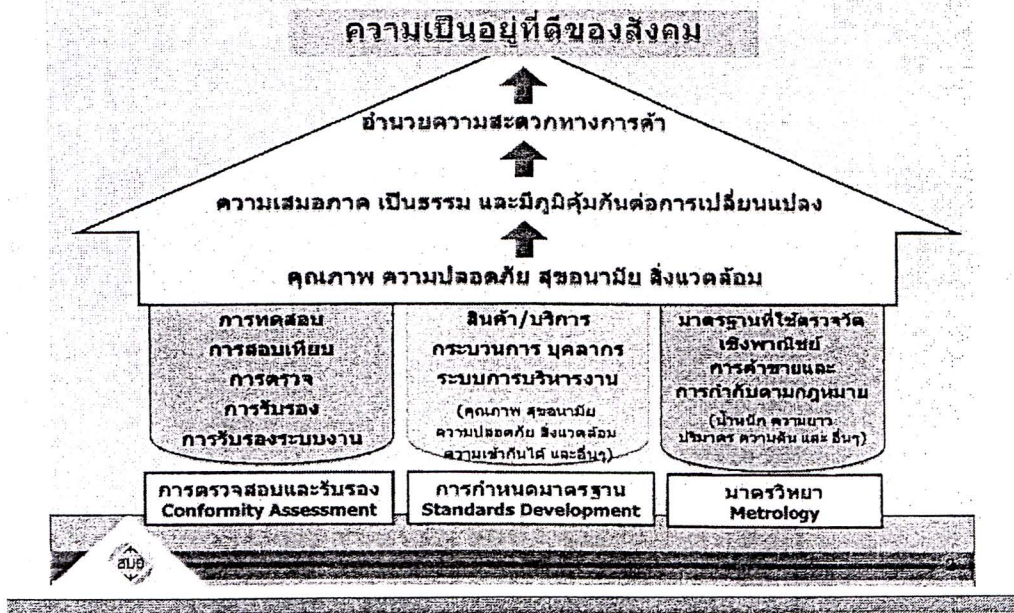 ความเป็นอยู่ที่ดีของสังคม
อำนวยความสะดวกทางการค้า
ความเสมอภาค เป็นธรรม และมีภูมิคุ้มกันต่อการเปลี่ยนแปลง
คุณภาพ ความปลอดภัย สุขอนามัย สิ่งแวดล้อม
การทดสอบ
การสอบเทียบ
การตรวจ
การรับรอง
การรับรองระบบงาน
สินค้า/บริการ
กระบวนการ บุคลากร
ระบบการบริหารงาน
(คุณภาพ สุขอนามัย
ความปลอดภัย สิ่งแวดล้อม
ความเข้ากันได้ และอื่นๆ)
มาตรฐานที่ใช้ตรวจวัด
เชิงพาณิชย์
การค้าขายและ
การกำกับตามกฎหมาย
(น้ำหนัก ความยาว
ปริมาตร ความดัน และ อื่นๆ)
การตรวจสอบและรับรอง
Conformity Assessment
การกำหนดมาตรฐาน
Standards Development
มาตรวิทยา
Metrology
สมอ